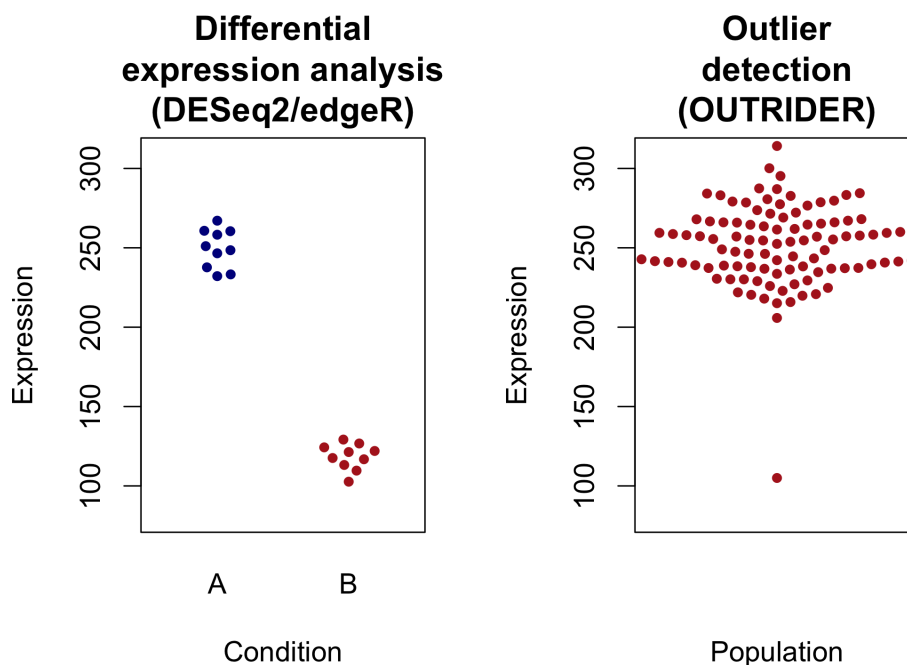 Differential
expression analysis
(DESeq2/edgeR)
300
250
200
150
100
Expression
A
B
Condition
Outlier
detection
(OUTRIDER)
300
250
200
150
100
Expression
Population